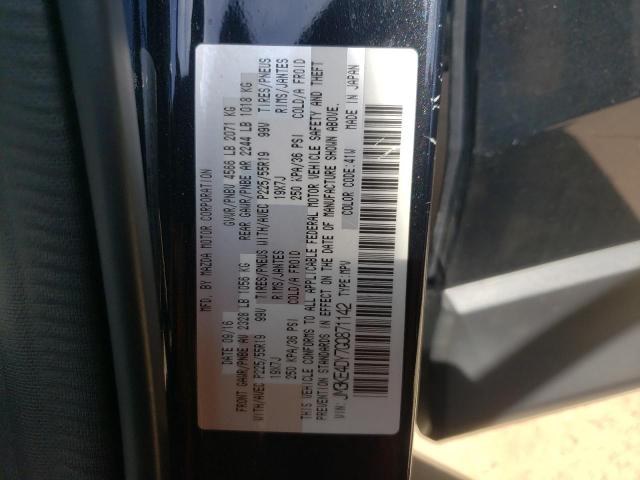 MFD. BY MAZDA MOTOR CORPORATION
DATE 09/16 GVWR/PNBV 4566 LB 2071 KG
FRONT GAWR/PNBE AV 2328 LB 1056 KG REAR GAWR/PNBE AR 2244 LB 1018 KG
WITH/AVEC P225/55R19 99V TIRES/PNEUS WITH/AVEC P225/55R19 99V TIRES/PNEUS
19X7J RIMS/JANTES 19X7J RIMS/JANTES
250 KPA/36 PSI COLD/A FROID 250 KPA/36 PSI COLD/A FROID
THIS VEHICLE CONFORMS TO ALL APPLICABLE FEDERAL MOTOR VEHICLE SAFETY AND THEFT
PREVENTION STANDARDS IN EFFECT ON THE DATE OF MANUFACTURE SHOWN ABOVE.
VIN: JM3KE4DY7G0871142 TYPE:MPV COLOR CODE:41W MADE IN JAPAN